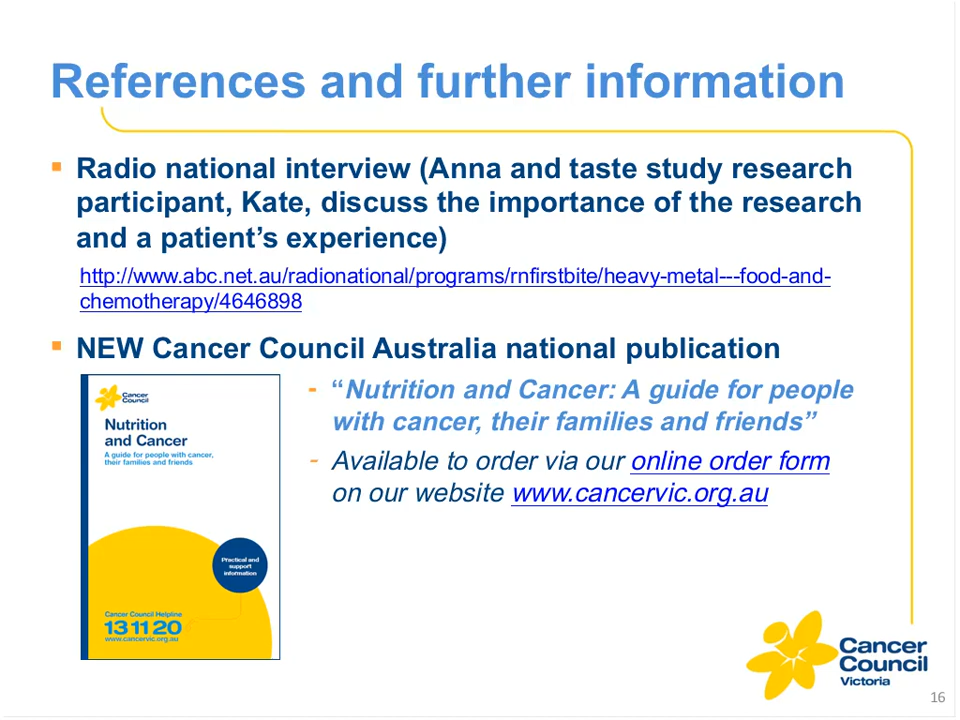 References and further information
▪ Radio national interview (Anna and taste study research
participant, Kate, discuss the importance of the research
and a patient’s experience)
http://www.abc.net.au/radionational/programs/rnfirstbite/heavy-metal---food-and-
chemotherapy/4646898
▪ NEW Cancer Council Australia national publication
Cancer
Council
Nutrition
and Cancer
A guide for people with cancer,
their families and friends
Practical and
support
information
Cancer Council Helpline
13 11 20
www.cancervic.org.au
- “Nutrition and Cancer: A guide for people
with cancer, their families and friends”
- Available to order via our online order form
on our website www.cancervic.org.au
Cancer
Council
Victoria
16